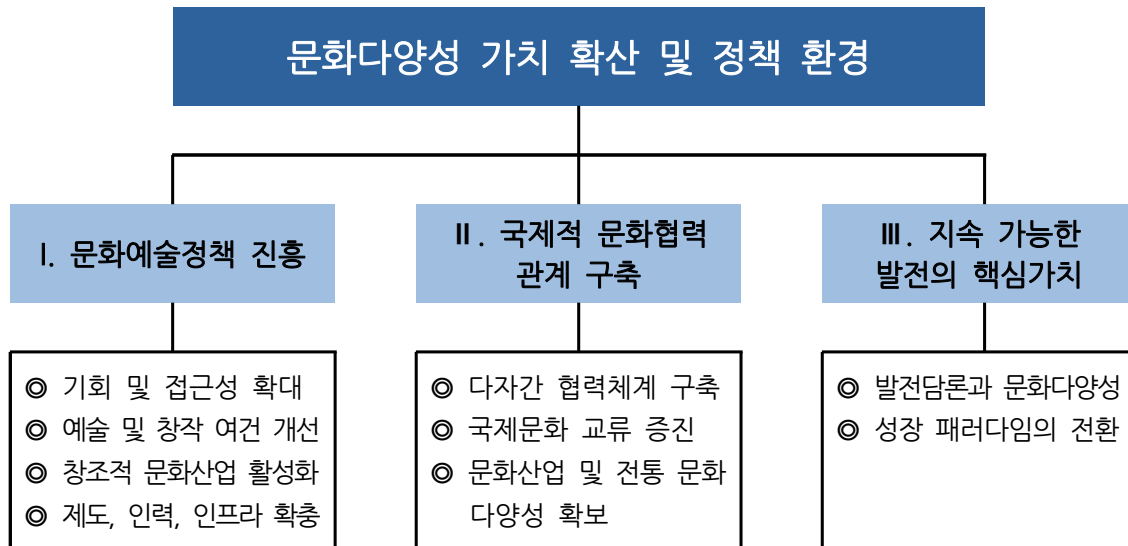 문화다양성 가치 확산 및 정책 환경
Ⅰ. 문화예술정책 진흥
◎ 기회 및 접근성 확대
◎ 예술 및 창작 여건 개선
◎ 창조적 문화산업 활성화
◎ 제도, 인력, 인프라 확충
Ⅱ. 국제적 문화협력
관계 구축
◎ 다자간 협력체계 구축
◎ 국제문화 교류 증진
◎ 문화산업 및 전통 문화
다양성 확보
Ⅲ. 지속 가능한
발전의 핵심가치
◎ 발전담론과 문화다양성
◎ 성장 패러다임의 전환